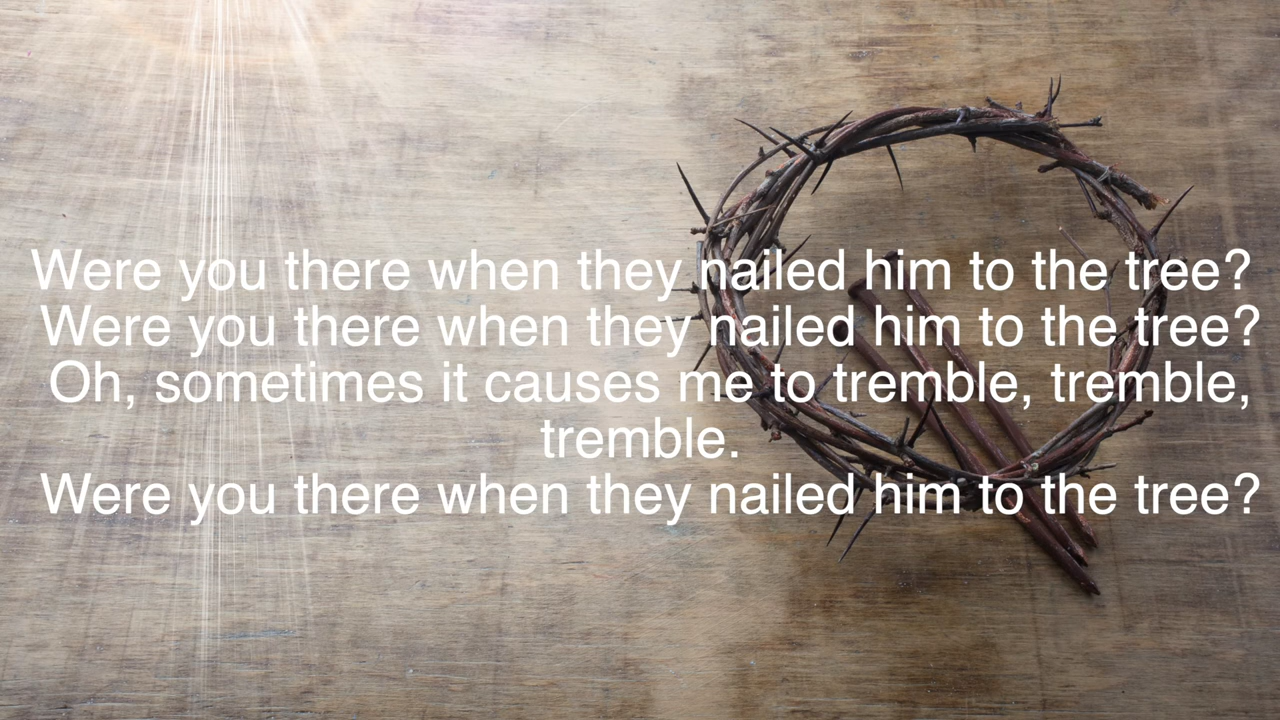 Were you there when they nailed him to the tree?
Were you there when they nailed him to the tree?
Oh, sometimes it causes me to tremble, tremble,
tremble.
Were you there when they nailed him to the tree?